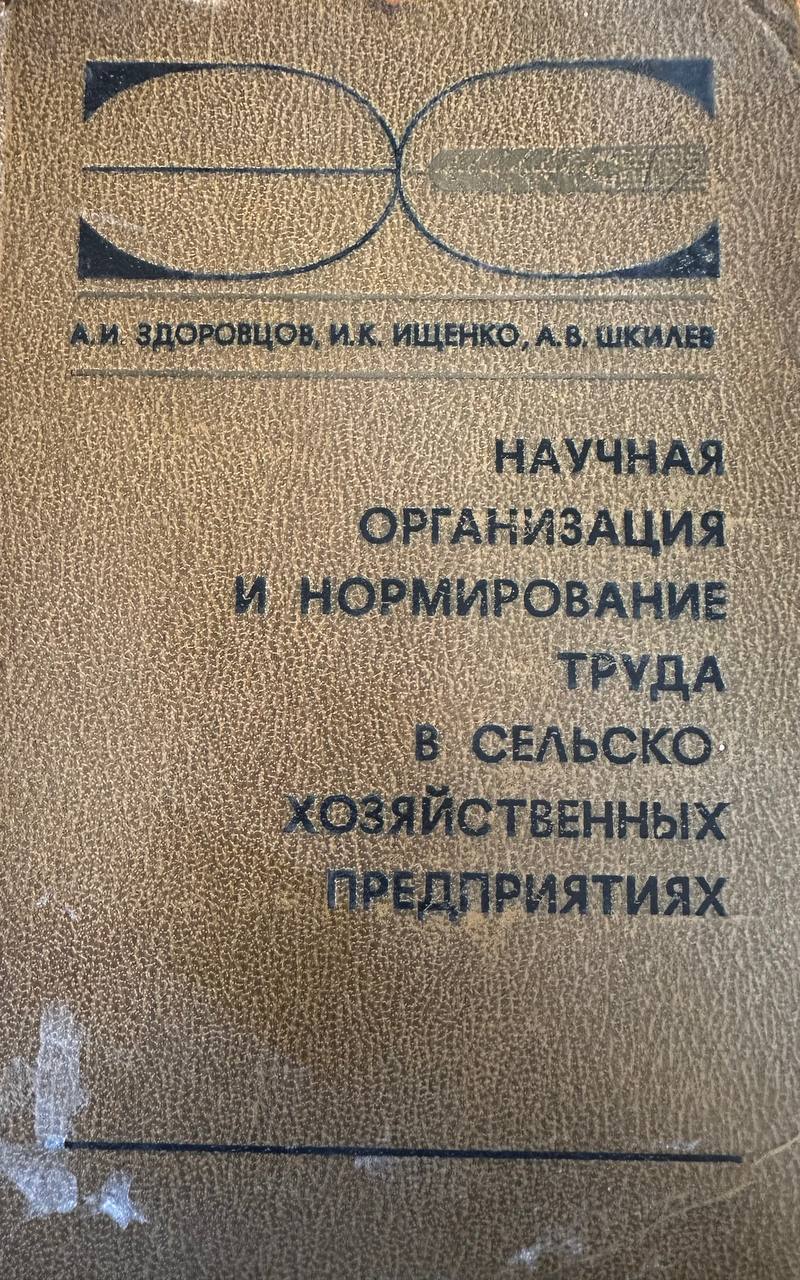 А.И. ЗДОРОВЦОВ, И.К. ИЩЕНКО, А.В. ШКИЛЕВ
НАУЧНАЯ
ОРГАНИЗАЦИЯ
И НОРМИРОВАНИЕ
ТРУДА
В СЕЛЬСКО-
ХОЗЯЙСТВЕННЫХ
ПРЕДПРИЯТИЯХ